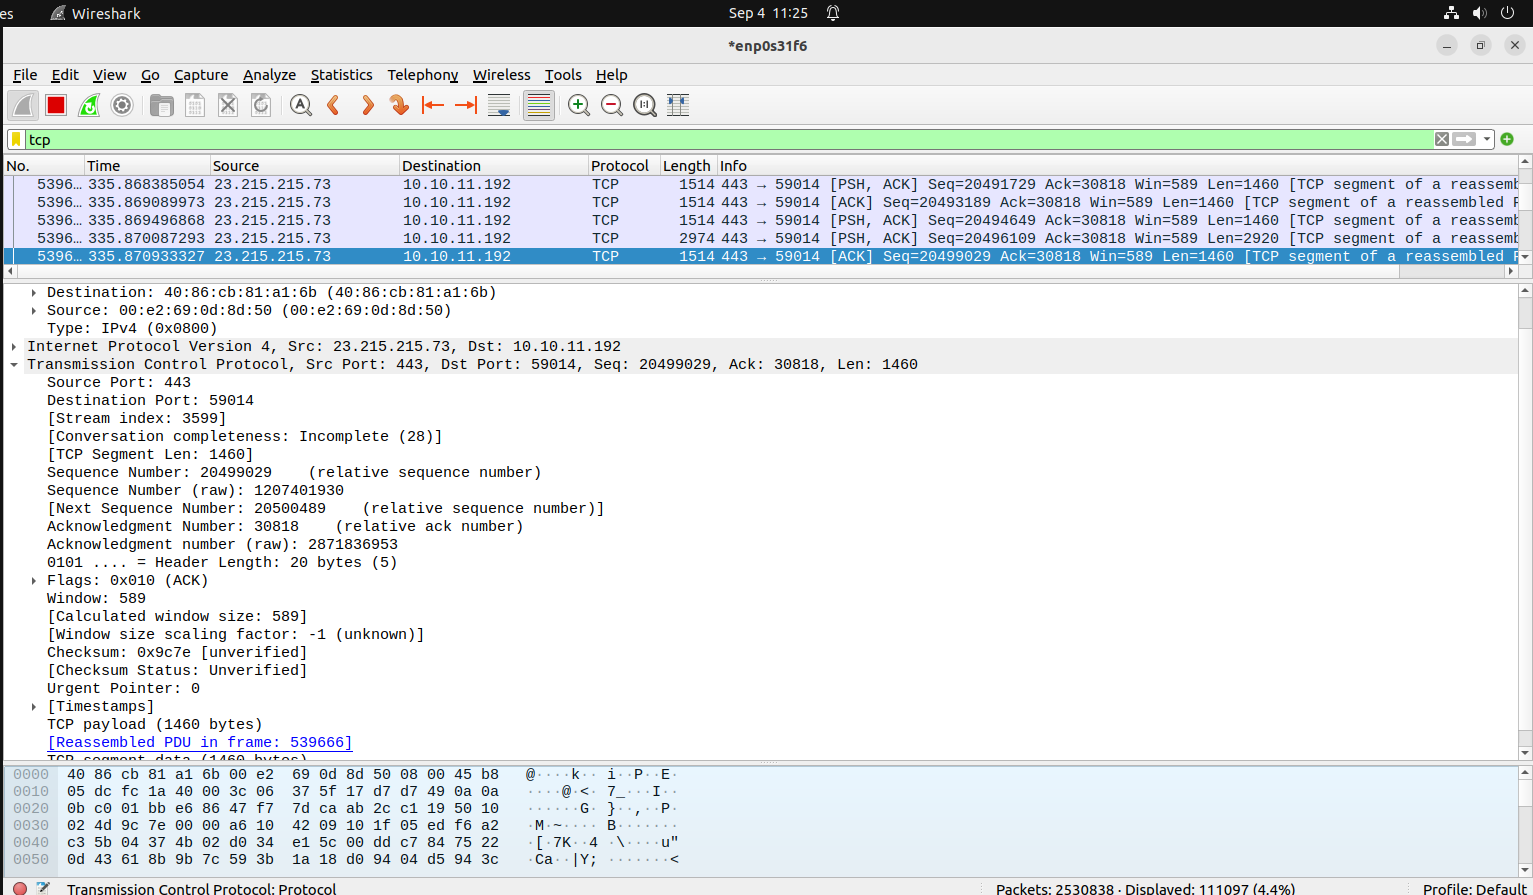 es Wireshark Sep 4 11:25
*enp0s31f6
File Edit View Go Capture Analyze Statistics Telephony Wireless Tools Help
tcp
No. Time Source Destination Protocol Length Info
5396… 335.868385054 23.215.215.73 10.10.11.192 TCP 1514 443 → 59014 [PSH, ACK] Seq=20491729 Ack=30818 Win=589 Len=1460 [TCP segment of a reassemb
5396… 335.869089973 23.215.215.73 10.10.11.192 TCP 1514 443 → 59014 [ACK] Seq=20493189 Ack=30818 Win=589 Len=1460 [TCP segment of a reassembled P
5396… 335.869496868 23.215.215.73 10.10.11.192 TCP 1514 443 → 59014 [PSH, ACK] Seq=20494649 Ack=30818 Win=589 Len=1460 [TCP segment of a reassemb
5396… 335.870087293 23.215.215.73 10.10.11.192 TCP 2974 443 → 59014 [PSH, ACK] Seq=20496109 Ack=30818 Win=589 Len=2920 [TCP segment of a reassemb
5396… 335.870933327 23.215.215.73 10.10.11.192 TCP 1514 443 → 59014 [ACK] Seq=20499029 Ack=30818 Win=589 Len=1460 [TCP segment of a reassembled P
Destination: 40:86:cb:81:a1:6b (40:86:cb:81:a1:6b)
Source: 00:e2:69:0d:8d:50 (00:e2:69:0d:8d:50)
Type: IPv4 (0x0800)
Internet Protocol Version 4, Src: 23.215.215.73, Dst: 10.10.11.192
Transmission Control Protocol, Src Port: 443, Dst Port: 59014, Seq: 20499029, Ack: 30818, Len: 1460
Source Port: 443
Destination Port: 59014
[Stream index: 3599]
[Conversation completeness: Incomplete (28)]
[TCP Segment Len: 1460]
Sequence Number: 20499029 (relative sequence number)
Sequence Number (raw): 1207401930
[Next Sequence Number: 20500489 (relative sequence number)]
Acknowledgment Number: 30818 (relative ack number)
Acknowledgment number (raw): 2871836953
0101 .... = Header Length: 20 bytes (5)
Flags: 0x010 (ACK)
Window: 589
[Calculated window size: 589]
[Window size scaling factor: -1 (unknown)]
Checksum: 0x9c7e [unverified]
[Checksum Status: Unverified]
Urgent Pointer: 0
[Timestamps]
TCP payload (1460 bytes)
[Reassembled PDU in frame: 539666]
TCP segment data (1460 bytes)
0000 40 86 cb 81 a1 6b 00 e2 69 0d 8d 50 08 00 45 b8 @····k·· i··P··E·
0010 05 dc fc 1a 40 00 3c 06 37 5f 17 d7 d7 49 0a 0a ····@·<· 7_···I··
0020 0b c0 01 bb e6 86 47 f7 7d ca ab 2c c1 19 50 10 ······G· }··,··P·
0030 02 4d 9c 7e 00 00 a6 10 42 09 10 1f 05 ed f6 a2 ·M·~···· B·······
0040 c3 5b 04 37 4b 02 d0 34 e1 5c 00 dd c7 84 75 22 ·[·7K··4 ·\····u"
0050 0d 43 61 8b 9b 7c 59 3b 1a 18 d0 94 04 d5 94 3c ·Ca··|Y; ·······<
Transmission Control Protocol: Protocol Packets: 2530838 · Displayed: 111097 (4.4%) Profile: Default